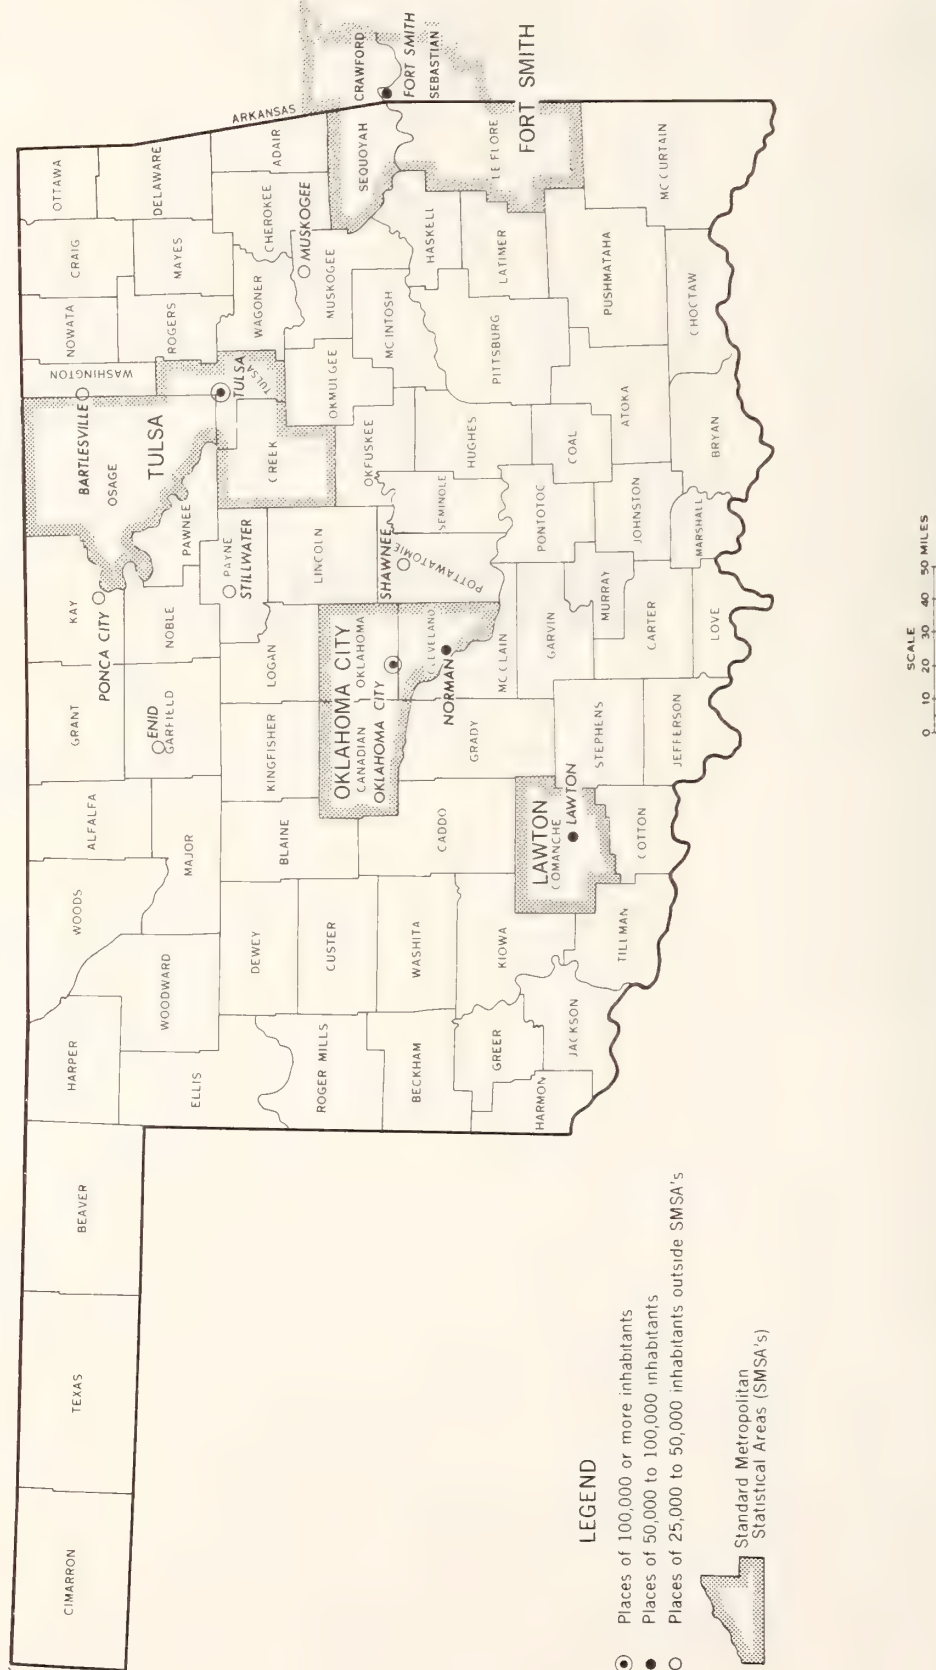 CIMARRON
TEXAS
BEAVER
HARPER
WOODS
ALFALFA
GRANT
KAY
PONCA CITY
OSAGE
BARTLESVILLE
WASHINGTON
NOWATA
CRAIG
OTTAWA
ELLIS
WOODWARD
MAJOR
ENID
GARFIELD
NOBLE
PAWNEE
TULSA
ROGERS
MAYES
DELAWARE
ROGER MILLS
DEWEY
BLAINE
KINGFISHER
LOGAN
PAYNE
STILLWATER
CREEK
TULSA
TULSA
WAGONER
CHEROKEE
ADAIR
ARKANSAS
CUSTER
OKLAHOMA CITY
CANADIAN
OKLAHOMA
OKLAHOMA CITY
LINCOLN
OKFUSKEE
OKMULGEE
MUSKOGEE
MUSKOGEE
SEQUOYAH
CRAWFORD
FORT SMITH
SEBASTIAN
BECKHAM
WASHITA
CADDO
GRADY
NORMAN
CLEVELAND
SHAWNEE
POTTAWATOMIE
SEMINOLE
HUGHES
MC INTOSH
HASKELL
LE FLORE
FORT SMITH
GREER
KIOWA
MC CLAIN
PONTOTOC
PITTSBURG
LATIMER
HARMON
JACKSON
LAWTON
COMANCHE
LAWTON
STEPHENS
GARVIN
MURRAY
COAL
ATOKA
PUSHMATAHA
MC CURTAIN
TILLMAN
COTTON
JEFFERSON
CARTER
JOHNSTON
LOVE
MARSHALL
BRYAN
CHOCTAW
LEGEND
Places of 100,000 or more inhabitants
Places of 50,000 to 100,000 inhabitants
Places of 25,000 to 50,000 inhabitants outside SMSA's
Standard Metropolitan
Statistical Areas (SMSA's)
SCALE
0 10 20 30 40 50 MILES